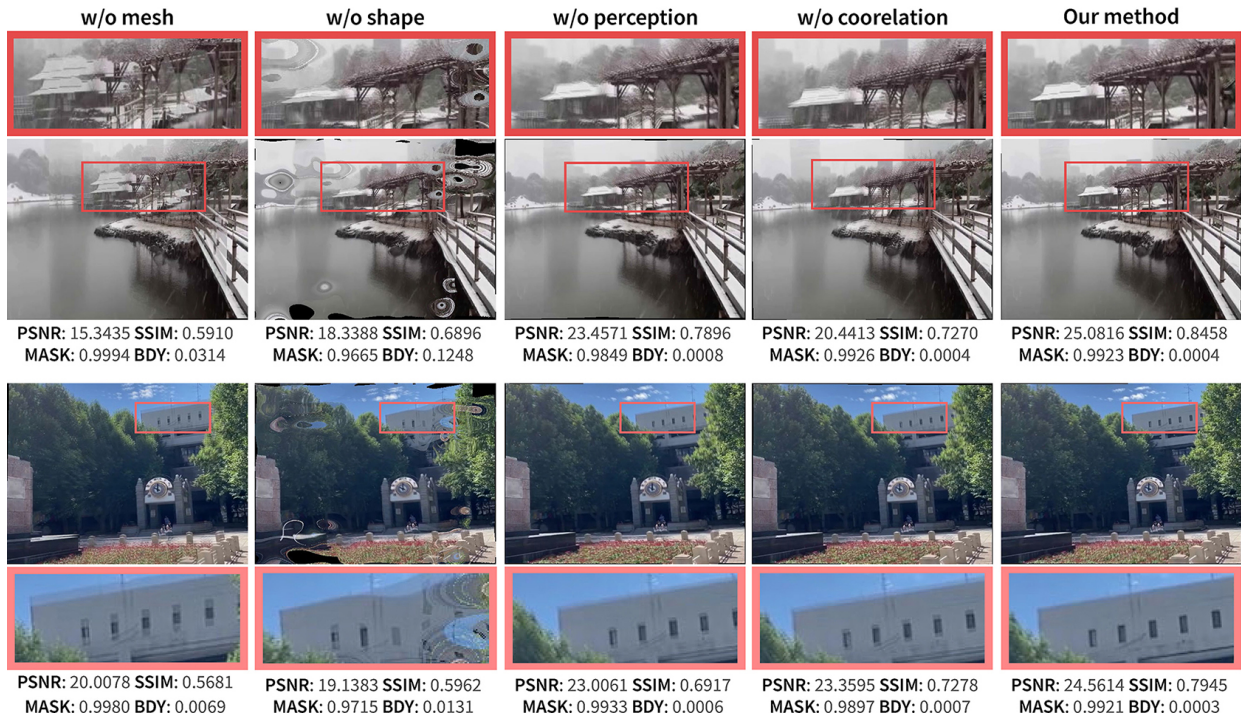 w/o mesh w/o shape w/o perception w/o coorelation Our method
PSNR: 15.3435 SSIM: 0.5910 PSNR: 18.3388 SSIM: 0.6896 PSNR: 23.4571 SSIM: 0.7896 PSNR: 20.4413 SSIM: 0.7270 PSNR: 25.0816 SSIM: 0.8458
MASK: 0.9994 BDY: 0.0314 MASK: 0.9665 BDY: 0.1248 MASK: 0.9849 BDY: 0.0008 MASK: 0.9926 BDY: 0.0004 MASK: 0.9923 BDY: 0.0004
PSNR: 20.0078 SSIM: 0.5681 PSNR: 19.1383 SSIM: 0.5962 PSNR: 23.0061 SSIM: 0.6917 PSNR: 23.3595 SSIM: 0.7278 PSNR: 24.5614 SSIM: 0.7945
MASK: 0.9980 BDY: 0.0069 MASK: 0.9715 BDY: 0.0131 MASK: 0.9933 BDY: 0.0006 MASK: 0.9897 BDY: 0.0007 MASK: 0.9921 BDY: 0.0003